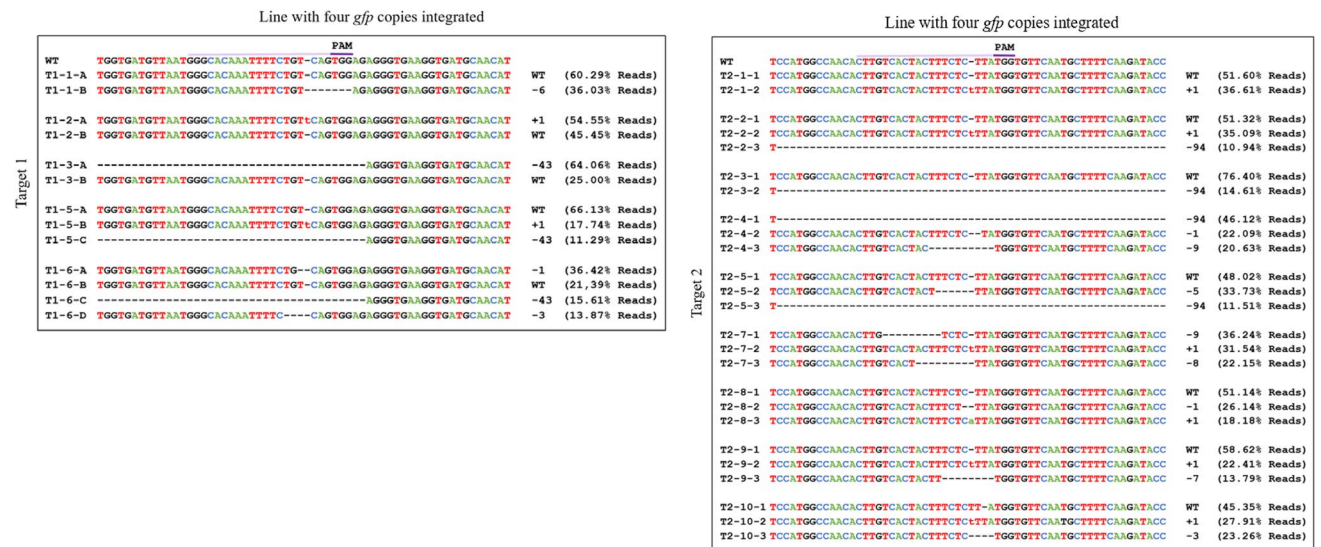 Line with four gfp copies integrated
Target 1
PAM
WT TGGTGATGTTAATGGGCACAAATTTTCTGT-CAGTGGAGAGGGTGAAGGTGATGCAACAT
T1-1-A TGGTGATGTTAATGGGCACAAATTTTCTGT-CAGTGGAGAGGGTGAAGGTGATGCAACAT WT (60.29% Reads)
T1-1-B TGGTGATGTTAATGGGCACAAATTTTCTGT-------AGAGGGTGAAGGTGATGCAACAT -6 (36.03% Reads)
T1-2-A TGGTGATGTTAATGGGCACAAATTTTCTGTtCAGTGGAGAGGGTGAAGGTGATGCAACAT +1 (54.55% Reads)
T1-2-B TGGTGATGTTAATGGGCACAAATTTTCTGT-CAGTGGAGAGGGTGAAGGTGATGCAACAT WT (45.45% Reads)
T1-3-A ---------------------------------------AGGGTGAAGGTGATGCAACAT -43 (64.06% Reads)
T1-3-B TGGTGATGTTAATGGGCACAAATTTTCTGT-CAGTGGAGAGGGTGAAGGTGATGCAACAT WT (25.00% Reads)
T1-5-A TGGTGATGTTAATGGGCACAAATTTTCTGT-CAGTGGAGAGGGTGAAGGTGATGCAACAT WT (66.13% Reads)
T1-5-B TGGTGATGTTAATGGGCACAAATTTTCTGTtCAGTGGAGAGGGTGAAGGTGATGCAACAT +1 (17.74% Reads)
T1-5-C ---------------------------------------AGGGTGAAGGTGATGCAACAT -43 (11.29% Reads)
T1-6-A TGGTGATGTTAATGGGCACAAATTTTCTG--CAGTGGAGAGGGTGAAGGTGATGCAACAT -1 (36.42% Reads)
T1-6-B TGGTGATGTTAATGGGCACAAATTTTCTGT-CAGTGGAGAGGGTGAAGGTGATGCAACAT WT (21,39% Reads)
T1-6-C ---------------------------------------AGGGTGAAGGTGATGCAACAT -43 (15.61% Reads)
T1-6-D TGGTGATGTTAATGGGCACAAATTTTC----CAGTGGAGAGGGTGAAGGTGATGCAACAT -3 (13.87% Reads)
Line with four gfp copies integrated
Target 2
PAM
WT TCCATGGCCAACACTTGTCACTACTTTCTC-TTATGGTGTTCAATGCTTTTCAAGATACC
T2-1-1 TCCATGGCCAACACTTGTCACTACTTTCTC-TTATGGTGTTCAATGCTTTTCAAGATACC WT (51.60% Reads)
T2-1-2 TCCATGGCCAACACTTGTCACTACTTTCTCtTTATGGTGTTCAATGCTTTTCAAGATACC +1 (36.61% Reads)
T2-2-1 TCCATGGCCAACACTTGTCACTACTTTCTC-TTATGGTGTTCAATGCTTTTCAAGATACC WT (51.32% Reads)
T2-2-2 TCCATGGCCAACACTTGTCACTACTTTCTCtTTATGGTGTTCAATGCTTTTCAAGATACC +1 (35.09% Reads)
T2-2-3 T----------------------------------------------------------- -94 (10.94% Reads)
T2-3-1 TCCATGGCCAACACTTGTCACTACTTTCTC-TTATGGTGTTCAATGCTTTTCAAGATACC WT (76.40% Reads)
T2-3-2 T----------------------------------------------------------- -94 (14.61% Reads)
T2-4-1 T----------------------------------------------------------- -94 (46.12% Reads)
T2-4-2 TCCATGGCCAACACTTGTCACTACTTTCTC--TATGGTGTTCAATGCTTTTCAAGATACC -1 (22.09% Reads)
T2-4-3 TCCATGGCCAACACTTGTCACTAC----------TGGTGTTCAATGCTTTTCAAGATACC -9 (20.63% Reads)
T2-5-1 TCCATGGCCAACACTTGTCACTACTTTCTC-TTATGGTGTTCAATGCTTTTCAAGATACC WT (48.02% Reads)
T2-5-2 TCCATGGCCAACACTTGTCACTACT------TTATGGTGTTCAATGCTTTTCAAGATACC -5 (33.73% Reads)
T2-5-3 T----------------------------------------------------------- -94 (11.51% Reads)
T2-7-1 TCCATGGCCAACACTTG---------TCTC-TTATGGTGTTCAATGCTTTTCAAGATACC -9 (36.24% Reads)
T2-7-2 TCCATGGCCAACACTTGTCACTACTTTCTCtTTATGGTGTTCAATGCTTTTCAAGATACC +1 (31.54% Reads)
T2-7-3 TCCATGGCCAACACTTGTCACT---------TTATGGTGTTCAATGCTTTTCAAGATACC -8 (22.15% Reads)
T2-8-1 TCCATGGCCAACACTTGTCACTACTTTCTC-TTATGGTGTTCAATGCTTTTCAAGATACC WT (51.14% Reads)
T2-8-2 TCCATGGCCAACACTTGTCACTACTTTCT--TTATGGTGTTCAATGCTTTTCAAGATACC -1 (26.14% Reads)
T2-8-3 TCCATGGCCAACACTTGTCACTACTTTCTCaTTATGGTGTTCAATGCTTTTCAAGATACC +1 (18.18% Reads)
T2-9-1 TCCATGGCCAACACTTGTCACTACTTTCTC-TTATGGTGTTCAATGCTTTTCAAGATACC WT (58.62% Reads)
T2-9-2 TCCATGGCCAACACTTGTCACTACTTTCTCtTTATGGTGTTCAATGCTTTTCAAGATACC +1 (22.41% Reads)
T2-9-3 TCCATGGCCAACACTTGTCACTACTT--------TGGTGTTCAATGCTTTTCAAGATACC -7 (13.79% Reads)
T2-10-1 TCCATGGCCAACACTTGTCACTACTTTCTCTT-ATGGTGTTCAATGCTTTTCAAGATACC WT (45.35% Reads)
T2-10-2 TCCATGGCCAACACTTGTCACTACTTTCTCtTTATGGTGTTCAATGCTTTTCAAGATACC +1 (27.91% Reads)
T2-10-3 TCCATGGCCAACACTTGTCACTACTTTCTC----TGGTGTTCAATGCTTTTCAAGATACC -3 (23.26% Reads)